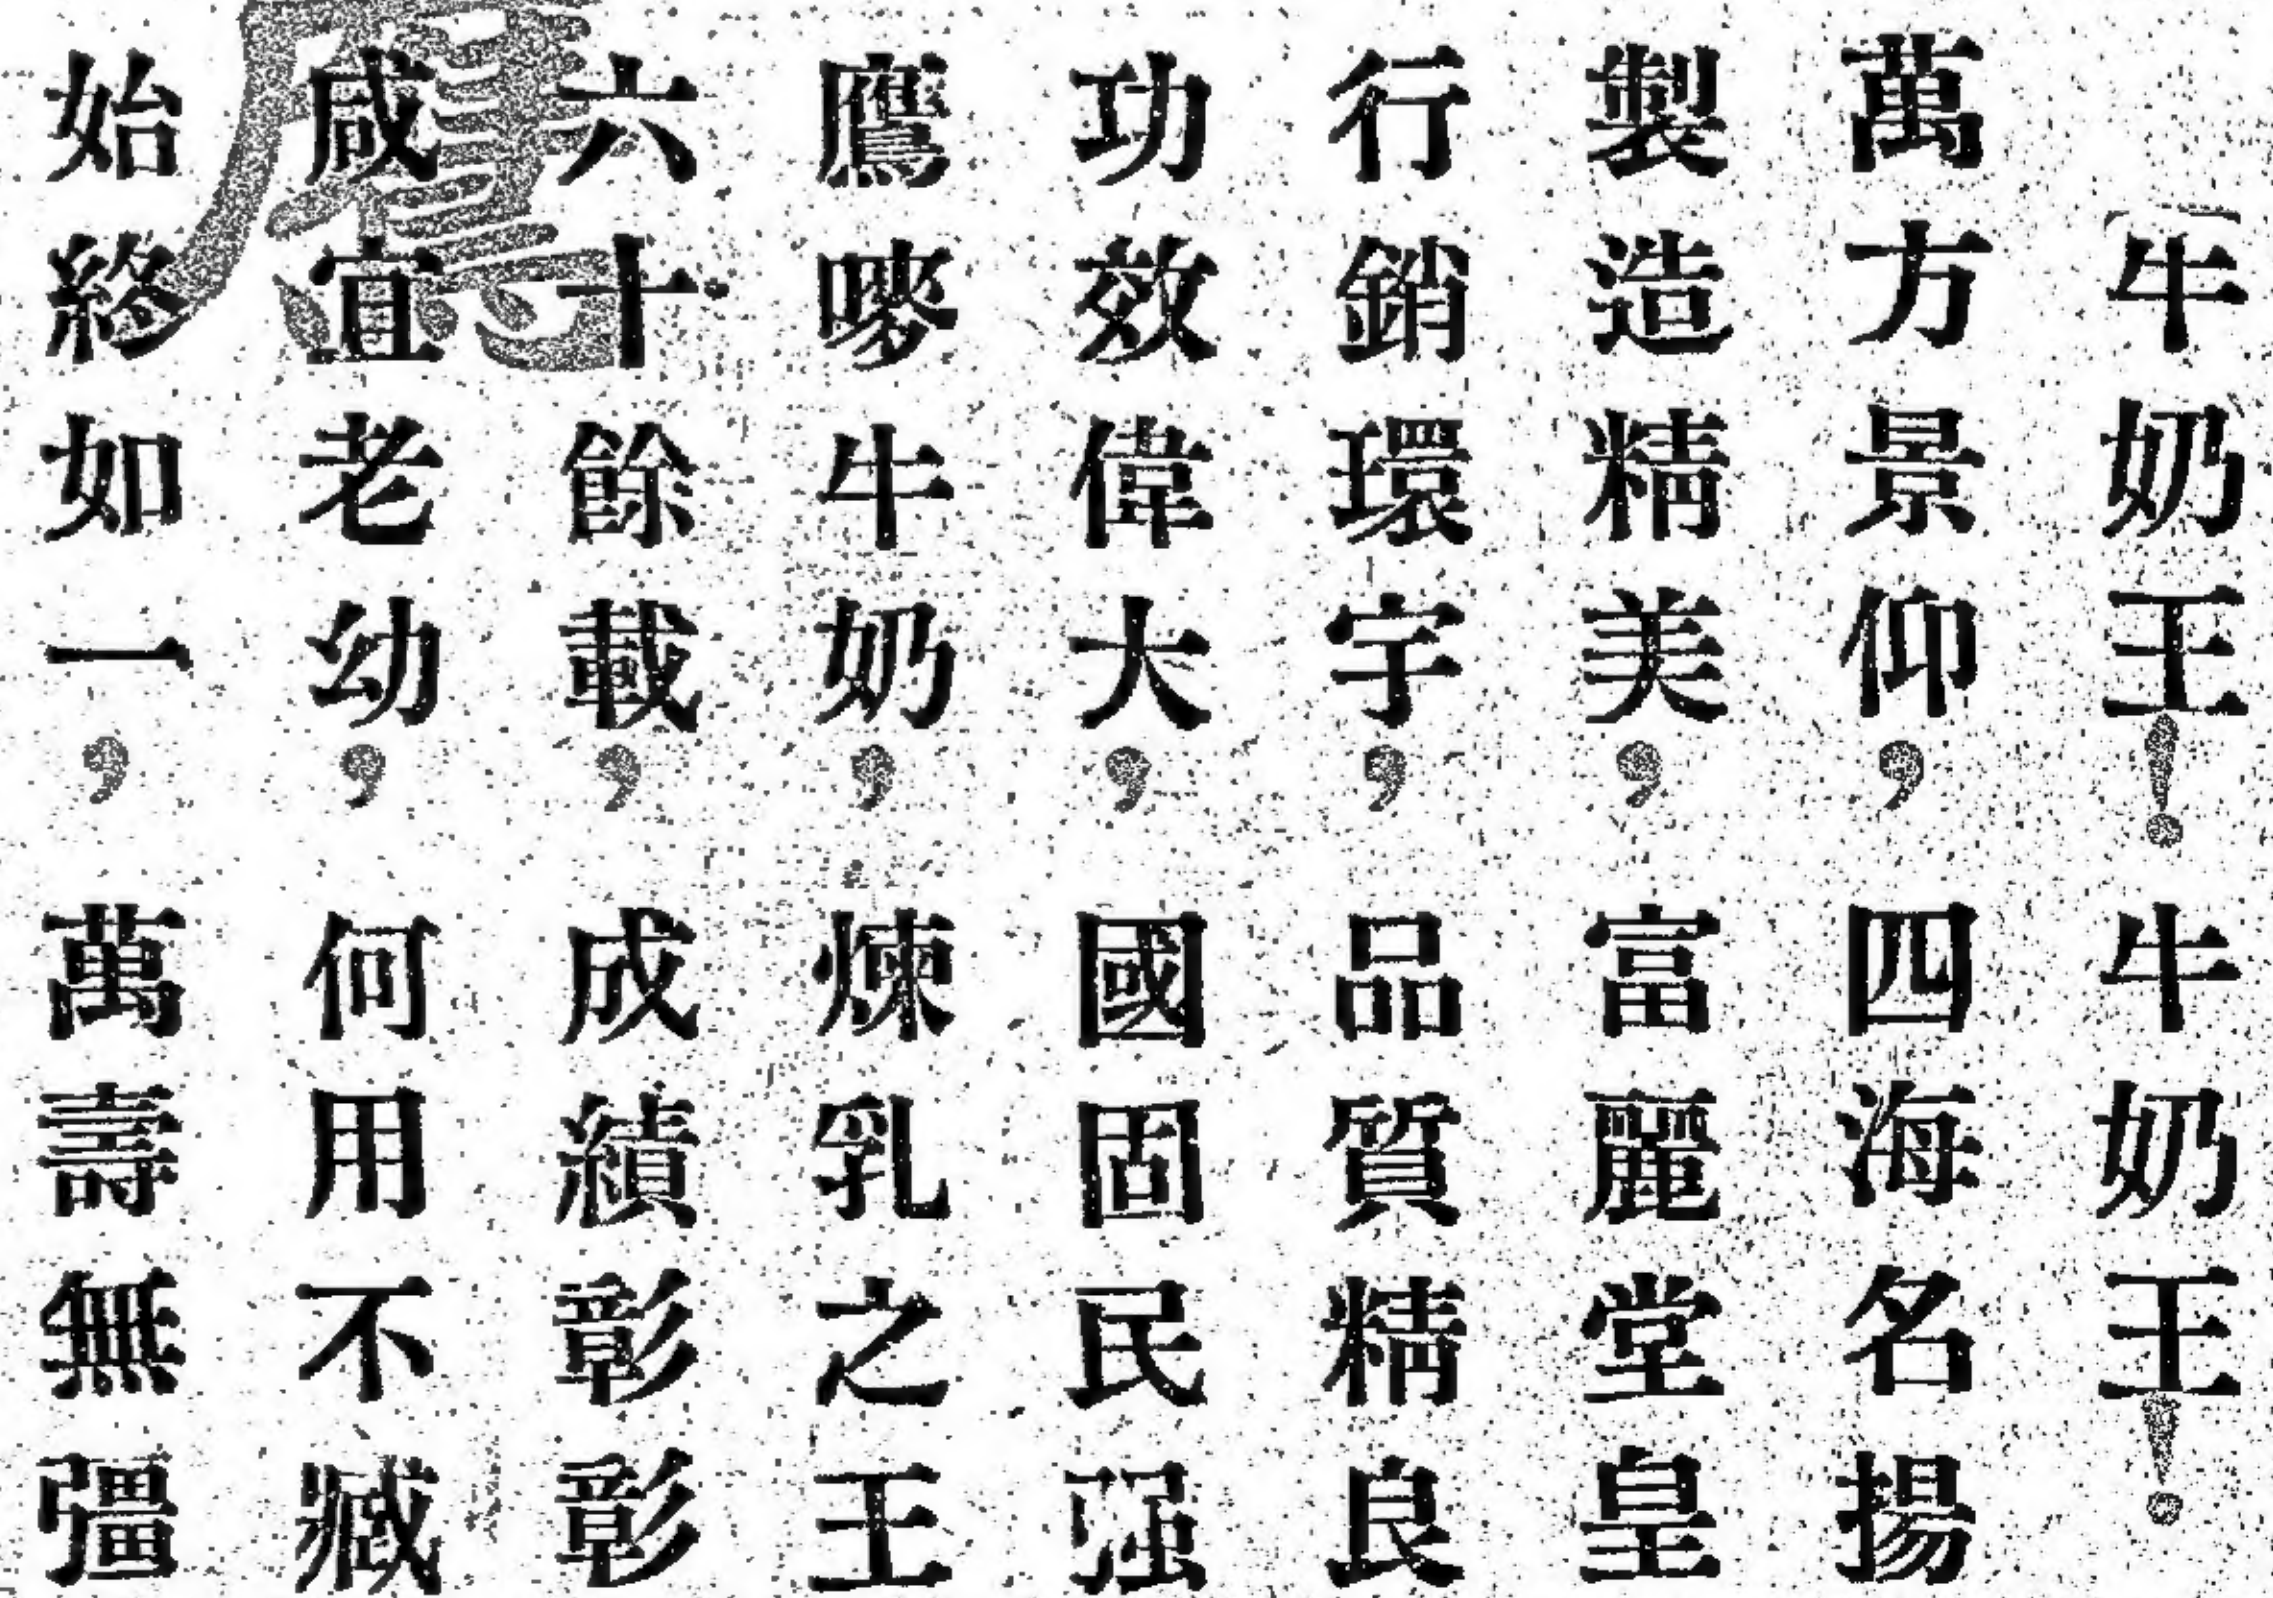 牛奶王!牛奶王!
萬方景仰,四海名揚
製造精美,富麗堂皇
行銷環宇,品質精良
功效偉大,國固民强
鷹嘜牛奶,煉乳之王
六十餘載,成績彰彰
咸宜老幼,何用不臧
始終如一,萬壽無疆
鷹